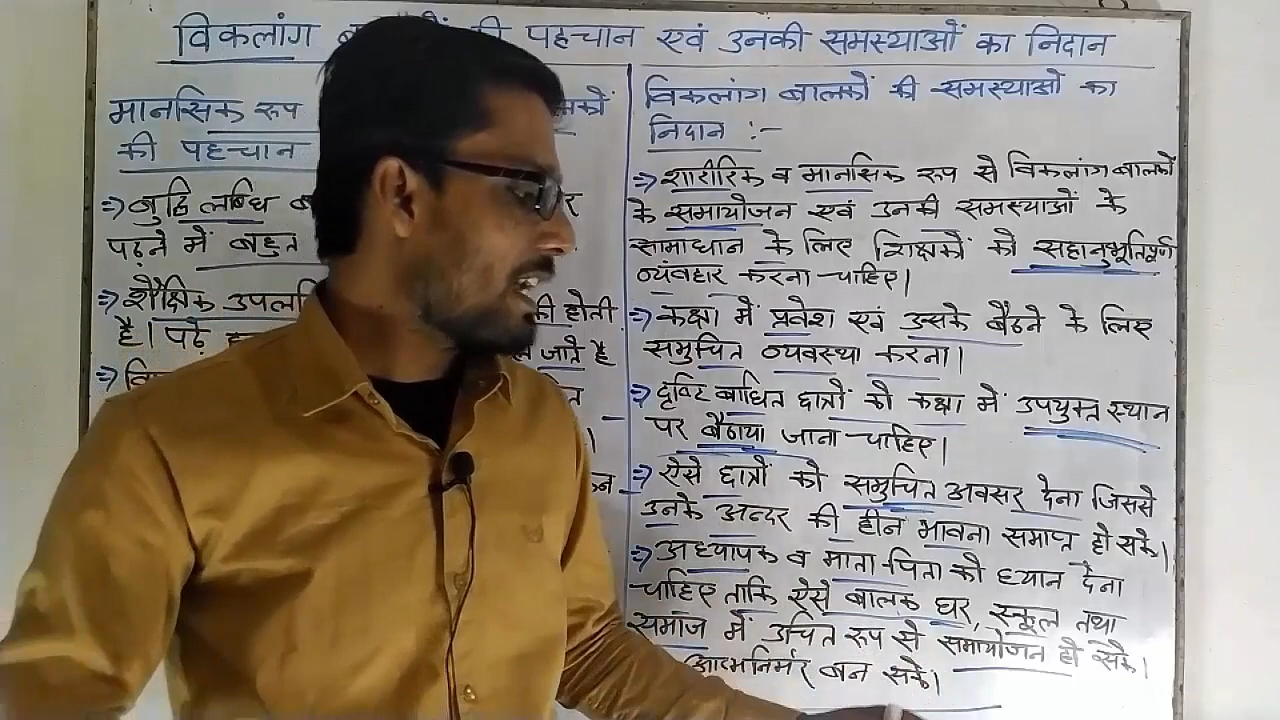 विकलांग की पहचान एवं उनकी समस्याओं का निदान
मानसिक रूप
की पहचान
⇒ बुद्धि लब्धि
पढ़ने में बहुत
⇒ शैक्षिक उपलब्धि की होती
है। पढ़े जाते है
विकलांग बालकों की समस्याओं का
निदान :-
⇒ शारीरिक व मानसिक रूप से विकलांग बालकों
के समायोजन एवं उनकी समस्याओं के
सामाधान के लिए शिक्षकों को सहानुभूतिपूर्ण
व्यवहार करना चाहिए।
⇒ कक्षा में प्रवेश एवं उसके बैठने के लिए
समुचित व्यवस्था करना।
⇒ दृष्टि बाधित छात्रों को कक्षा में उपयुक्त स्थान
पर बैठाया जाना चाहिए।
⇒ ऐसे छात्रों को समुचित अवसर देना जिससे
उनके अन्दर की हीन भावना समाप्त हो सके।
⇒ अध्यापक व माता-पिता को ध्यान देना
चाहिए ताकि ऐसे बालक घर, स्कूल तथा
समाज में उचित रूप से समायोजन हो सके।
आत्मनिर्भर बन सके।